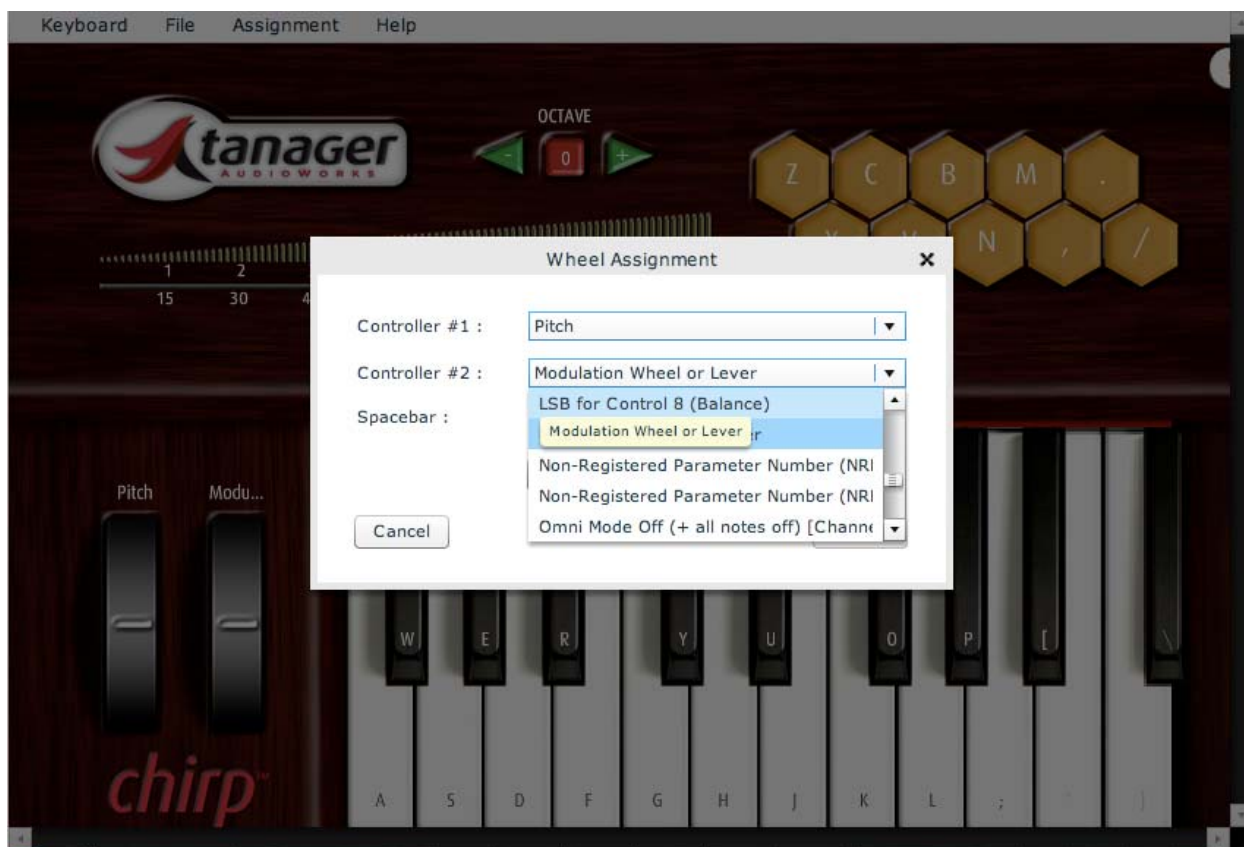 Keyboard File Assignment Help
tanager
AUDIOWORKS
OCTAVE
- 0 +
Z C B M .
N , /
1 2
15 30 4
Wheel Assignment
Controller #1 : Pitch
Controller #2 : Modulation Wheel or Lever
LSB for Control 8 (Balance)
Spacebar :
Modulation Wheel or Lever
Non-Registered Parameter Number (NRI
Non-Registered Parameter Number (NRI
Omni Mode Off (+ all notes off) [Channe
Cancel
Pitch Modu...
W E R Y U O P [ \
chirp™
A S D F G H J K L ; ' ]